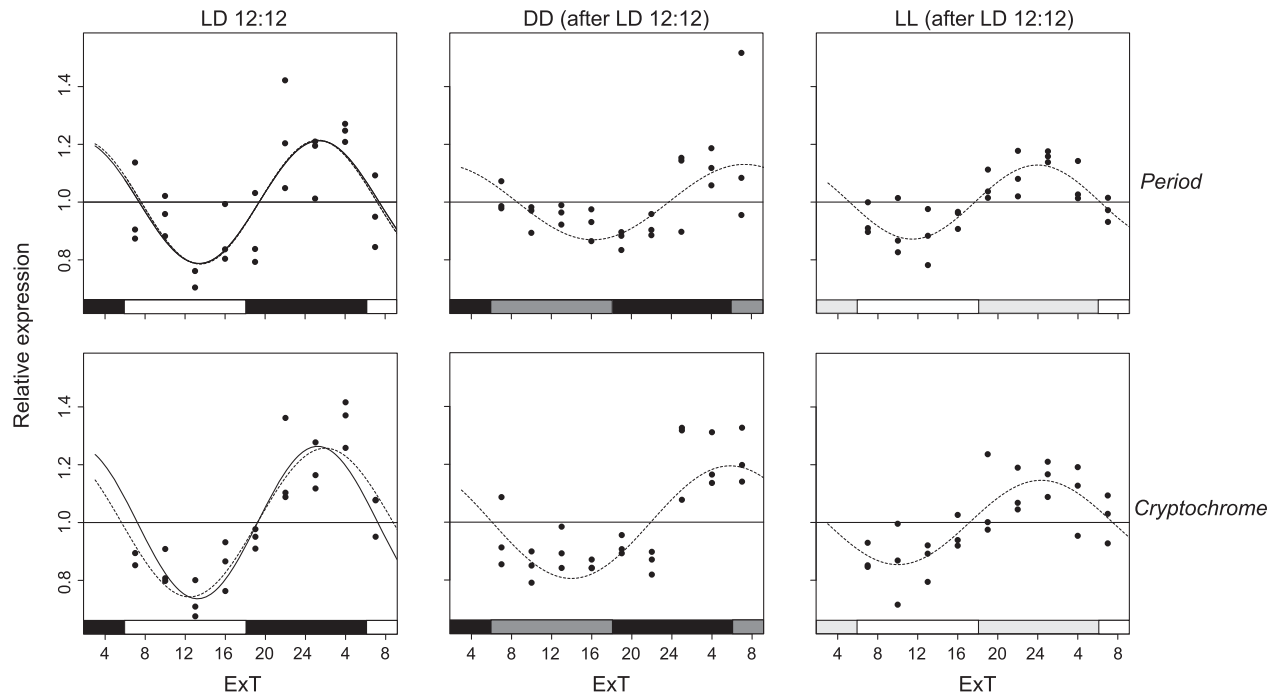 LD 12:12 DD (after LD 12:12) LL (after LD 12:12)
1.4
1.2
1.0
0.8
Period
Relative expression
1.4
1.2
1.0
0.8
Cryptochrome
4 8 12 16 20 24 4 8 4 8 12 16 20 24 4 8 4 8 12 16 20 24 4 8
ExT ExT ExT